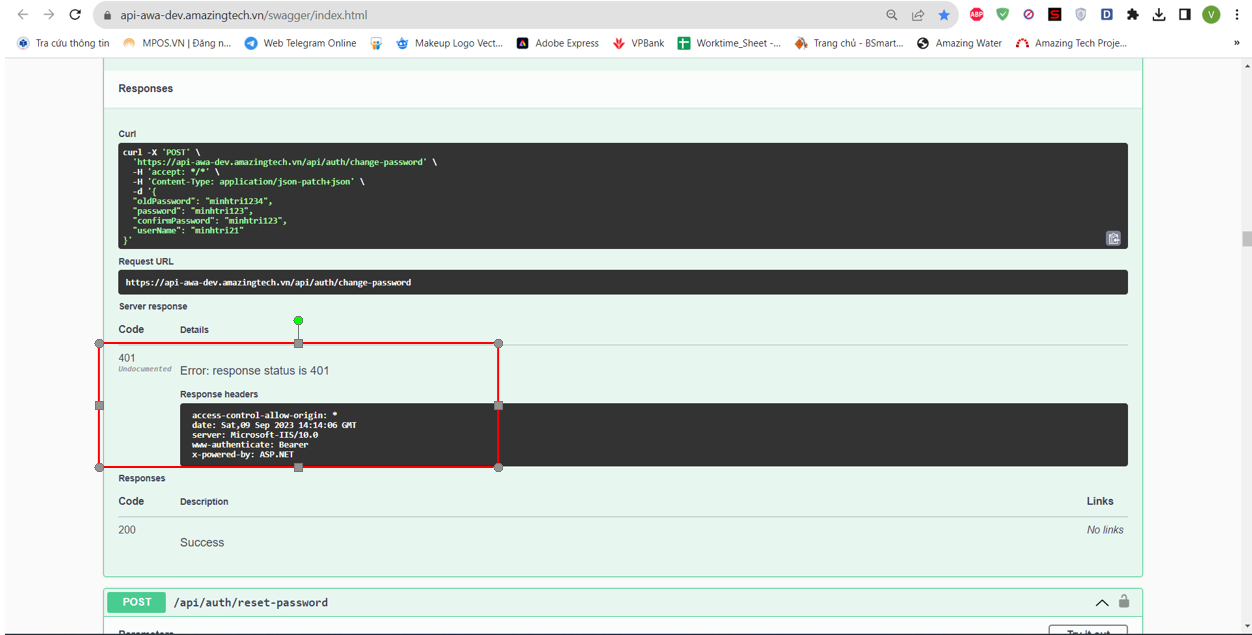 api-awa-dev.amazingtech.vn/swagger/index.html
ABP
S
D
V
Tra cứu thông tin
MPOS.VN | Đăng n...
Web Telegram Online
Makeup Logo Vect...
Adobe Express
VPBank
Worktime_Sheet -...
Trang chủ - BSmart...
Amazing Water
Amazing Tech Proje...
»
Responses
Curl
curl -X 'POST' \
'https://api-awa-dev.amazingtech.vn/api/auth/change-password' \
-H 'accept: */*' \
-H 'Content-Type: application/json-patch+json' \
-d '{
"oldPassword": "minhtri1234",
"password": "minhtri123",
"confirmPassword": "minhtri123",
"userName": "minhtri21"
}'
Request URL
https://api-awa-dev.amazingtech.vn/api/auth/change-password
Server response
Code Details
401
Undocumented
Error: response status is 401
Response headers
access-control-allow-origin: *
date: Sat,09 Sep 2023 14:14:06 GMT
server: Microsoft-IIS/10.0
www-authenticate: Bearer
x-powered-by: ASP.NET
Responses
Code Description Links
200 No links
Success
POST /api/auth/reset-password
Parameters Try it out